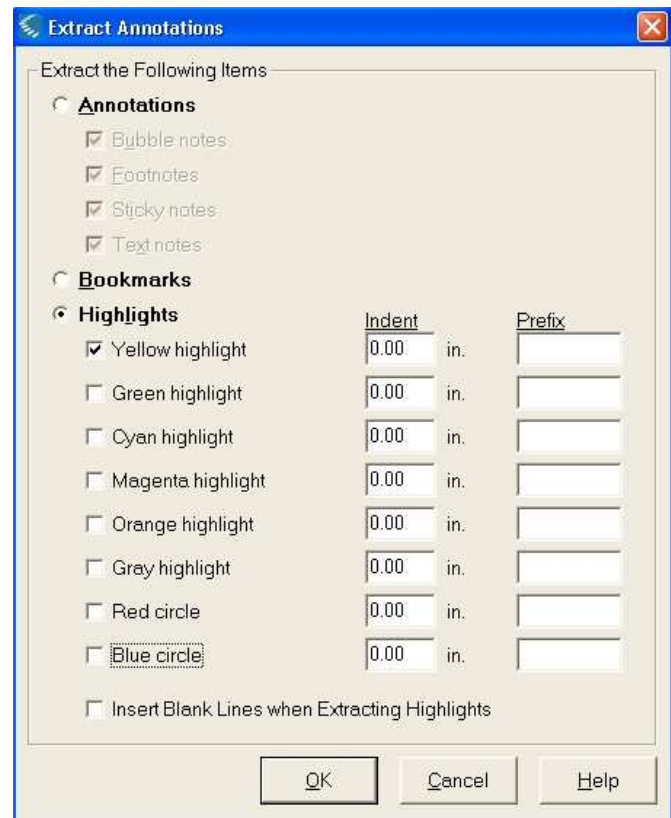 Extract Annotations
Extract the Following Items
Annotations
Bubble notes
Footnotes
Sticky notes
Text notes
Bookmarks
Highlights Indent Prefix
Yellow highlight 0.00 in.
Green highlight 0.00 in.
Cyan highlight 0.00 in.
Magenta highlight 0.00 in.
Orange highlight 0.00 in.
Gray highlight 0.00 in.
Red circle 0.00 in.
Blue circle 0.00 in.
Insert Blank Lines when Extracting Highlights
OK Cancel Help